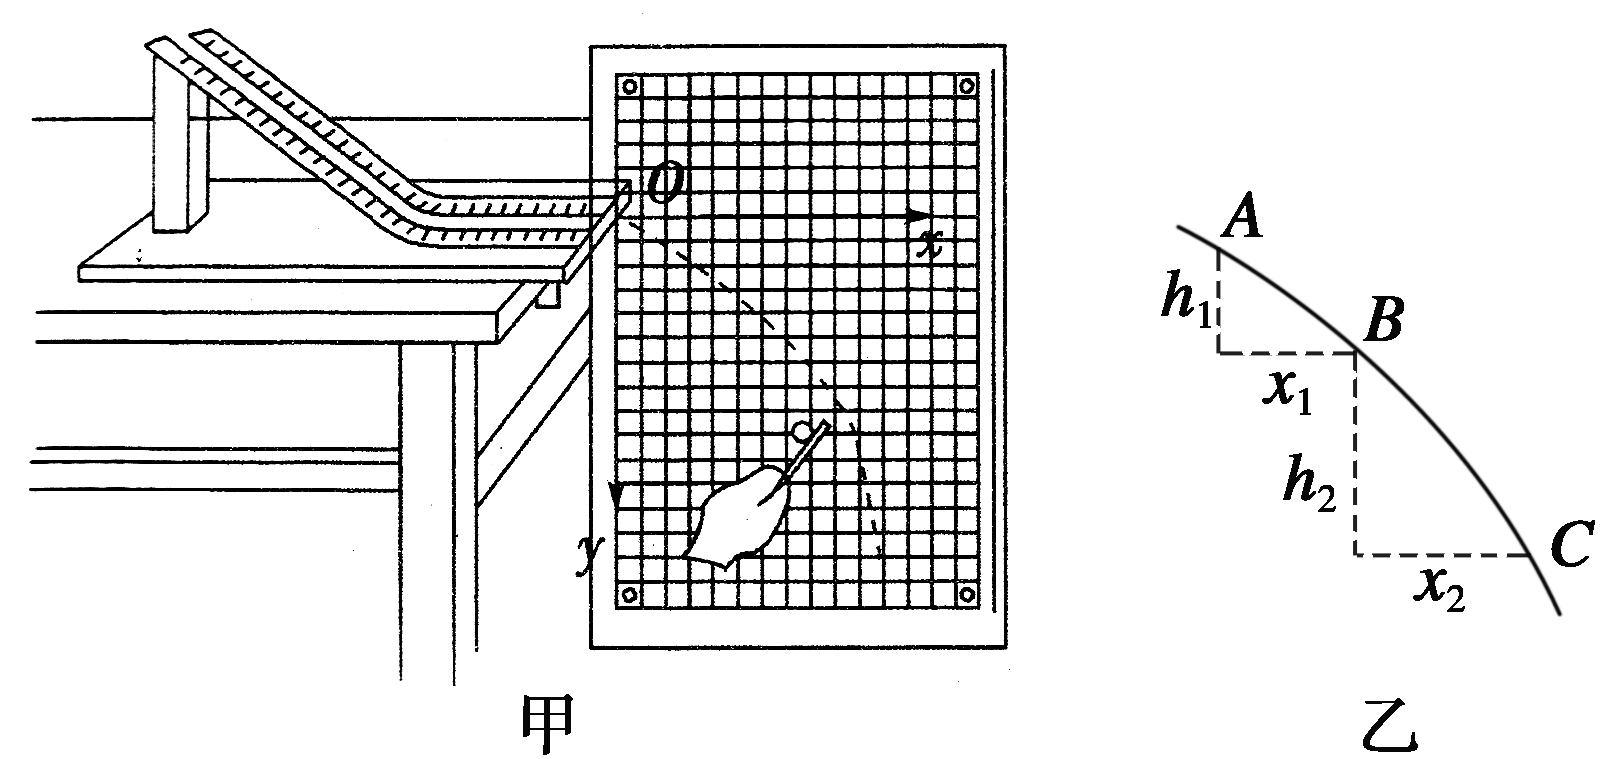 O
x
y
甲
A
h₁
B
x₁
h₂
C
x₂
乙